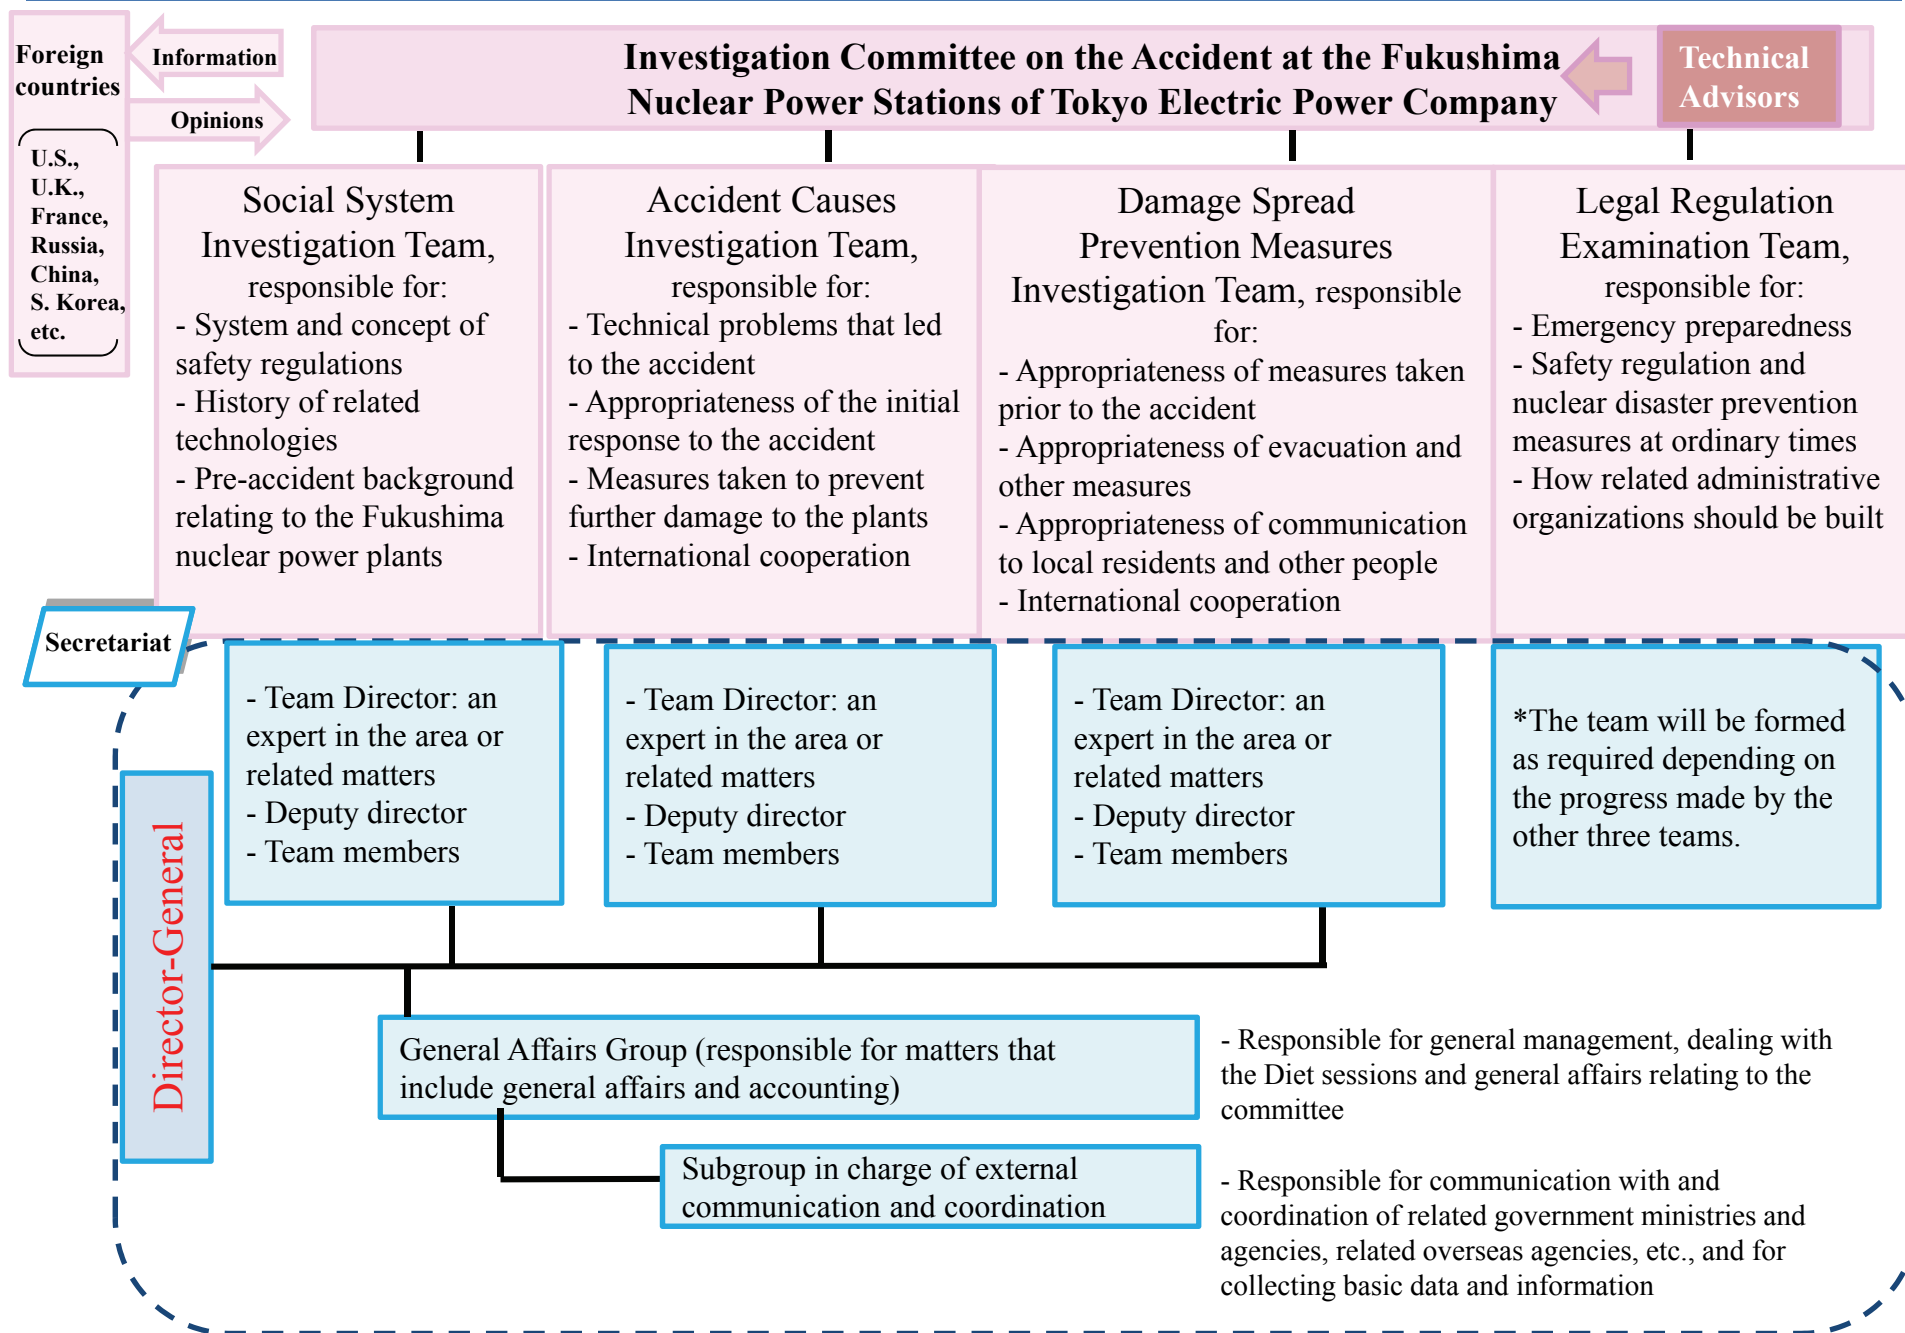 Foreign
countries
U.S.,
U.K.,
France,
Russia,
China,
S. Korea,
etc.
Information
Opinions
Investigation Committee on the Accident at the Fukushima
Nuclear Power Stations of Tokyo Electric Power Company
Technical
Advisors
Social System
Investigation Team,
responsible for:
- System and concept of
safety regulations
- History of related
technologies
- Pre-accident background
relating to the Fukushima
nuclear power plants
Accident Causes
Investigation Team,
responsible for:
- Technical problems that led
to the accident
- Appropriateness of the initial
response to the accident
- Measures taken to prevent
further damage to the plants
- International cooperation
Damage Spread
Prevention Measures
Investigation Team, responsible
for:
- Appropriateness of measures taken
prior to the accident
- Appropriateness of evacuation and
other measures
- Appropriateness of communication
to local residents and other people
- International cooperation
Legal Regulation
Examination Team,
responsible for:
- Emergency preparedness
- Safety regulation and
nuclear disaster prevention
measures at ordinary times
- How related administrative
organizations should be built
Secretariat
Director-General
- Team Director: an
expert in the area or
related matters
- Deputy director
- Team members
- Team Director: an
expert in the area or
related matters
- Deputy director
- Team members
- Team Director: an
expert in the area or
related matters
- Deputy director
- Team members
*The team will be formed
as required depending on
the progress made by the
other three teams.
General Affairs Group (responsible for matters that
include general affairs and accounting)
- Responsible for general management, dealing with
the Diet sessions and general affairs relating to the
committee
Subgroup in charge of external
communication and coordination
- Responsible for communication with and
coordination of related government ministries and
agencies, related overseas agencies, etc., and for
collecting basic data and information